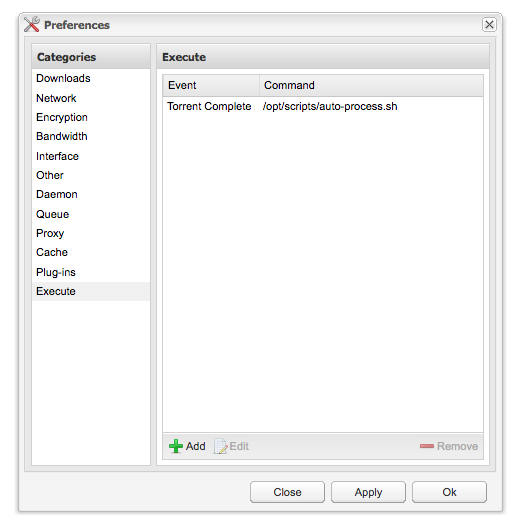 Preferences
Categories
Downloads
Network
Encryption
Bandwidth
Interface
Other
Daemon
Queue
Proxy
Cache
Plug-ins
Execute
Execute
Event Command
Torrent Complete /opt/scripts/auto-process.sh
Add Edit Remove
Close Apply Ok